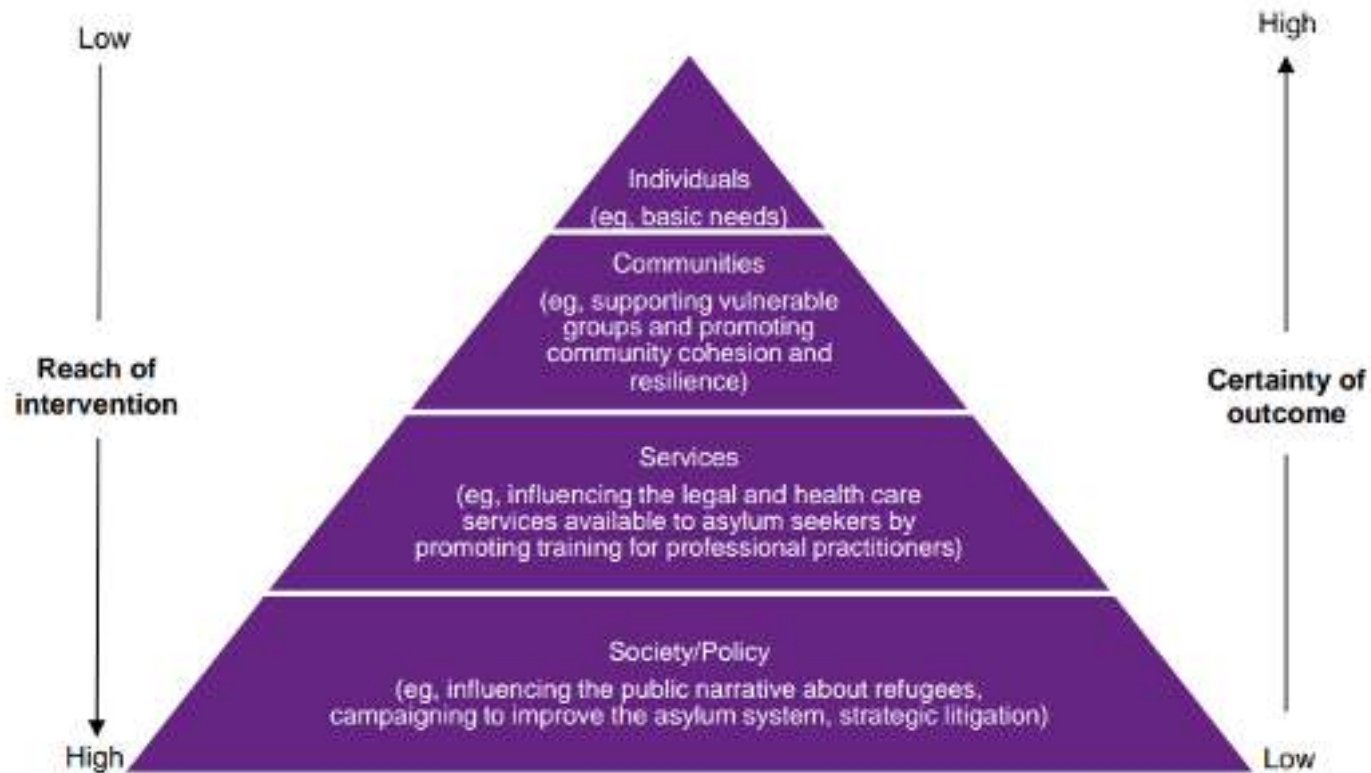 Low
High
Individuals
(eg, basic needs)
Communities
(eg, supporting vulnerable
groups and promoting
community cohesion and
resilience)
Reach of
intervention
Certainty of
outcome
Services
(eg, influencing the legal and health care
services available to asylum seekers by
promoting training for professional practitioners)
Society/Policy
(eg, influencing the public narrative about refugees,
campaigning to improve the asylum system, strategic litigation)
High
Low